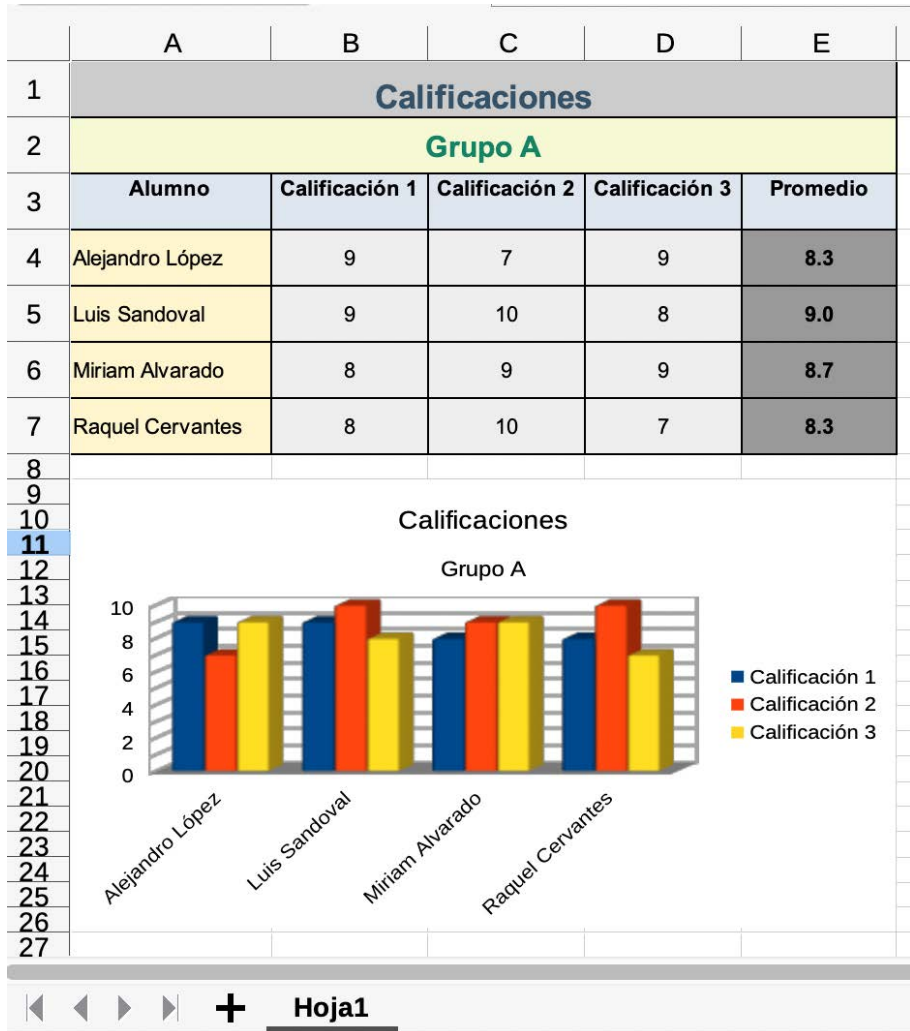 A B C D E
1 Calificaciones
2 Grupo A
3 Alumno Calificación 1 Calificación 2 Calificación 3 Promedio
4 Alejandro López 9 7 9 8.3
5 Luis Sandoval 9 10 8 9.0
6 Miriam Alvarado 8 9 9 8.7
7 Raquel Cervantes 8 10 7 8.3
8
9
10
11
12
13
14
15
16
17
18
19
20
21
22
23
24
25
26
27
Calificaciones
Grupo A
10
8
6
4
2
0
Alejandro López
Luis Sandoval
Miriam Alvarado
Raquel Cervantes
Calificación 1
Calificación 2
Calificación 3
Hoja1